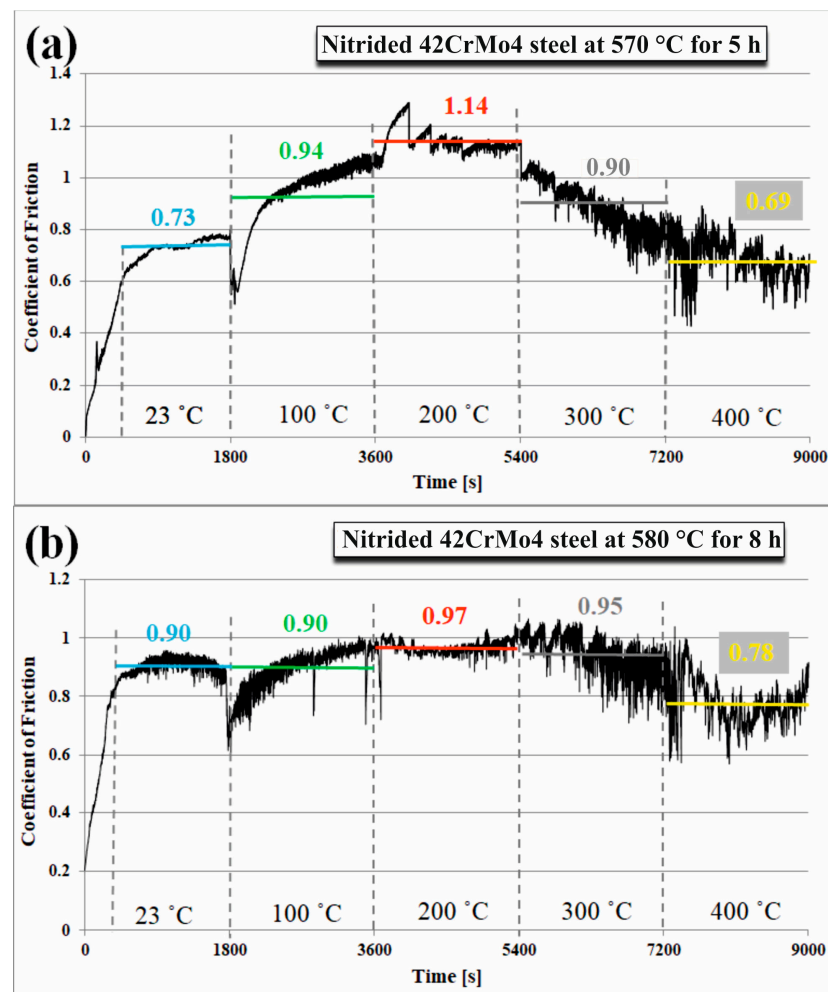 (a)
Nitrided 42CrMo4 steel at 570 °C for 5 h
Coefficient of Friction
1.4
1.2
1
0.8
0.6
0.4
0.2
0
0.73
0.94
1.14
0.90
0.69
23 ˚C
100 ˚C
200 ˚C
300 ˚C
400 ˚C
0
1800
3600
5400
7200
9000
Time [s]
(b)
Nitrided 42CrMo4 steel at 580 °C for 8 h
Coefficient of Friction
1.2
1
0.8
0.6
0.4
0.2
0
0.90
0.90
0.97
0.95
0.78
23 ˚C
100 ˚C
200 ˚C
300 ˚C
400 ˚C
0
1800
3600
5400
7200
9000
Time [s]